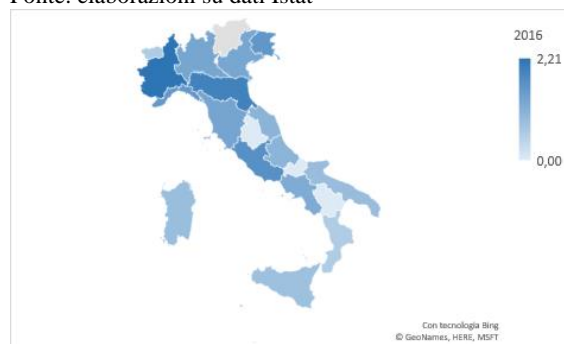 Fonte: elaborazioni su dati Istat
2016
2,21
0,00
Con tecnologia Bing
© GeoNames, HERE, MSFT